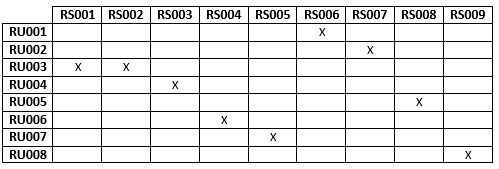 RS001 RS002 RS003 RS004 RS005 RS006 RS007 RS008 RS009
RU001 X
RU002 X
RU003 X X
RU004 X
RU005 X
RU006 X
RU007 X
RU008 X